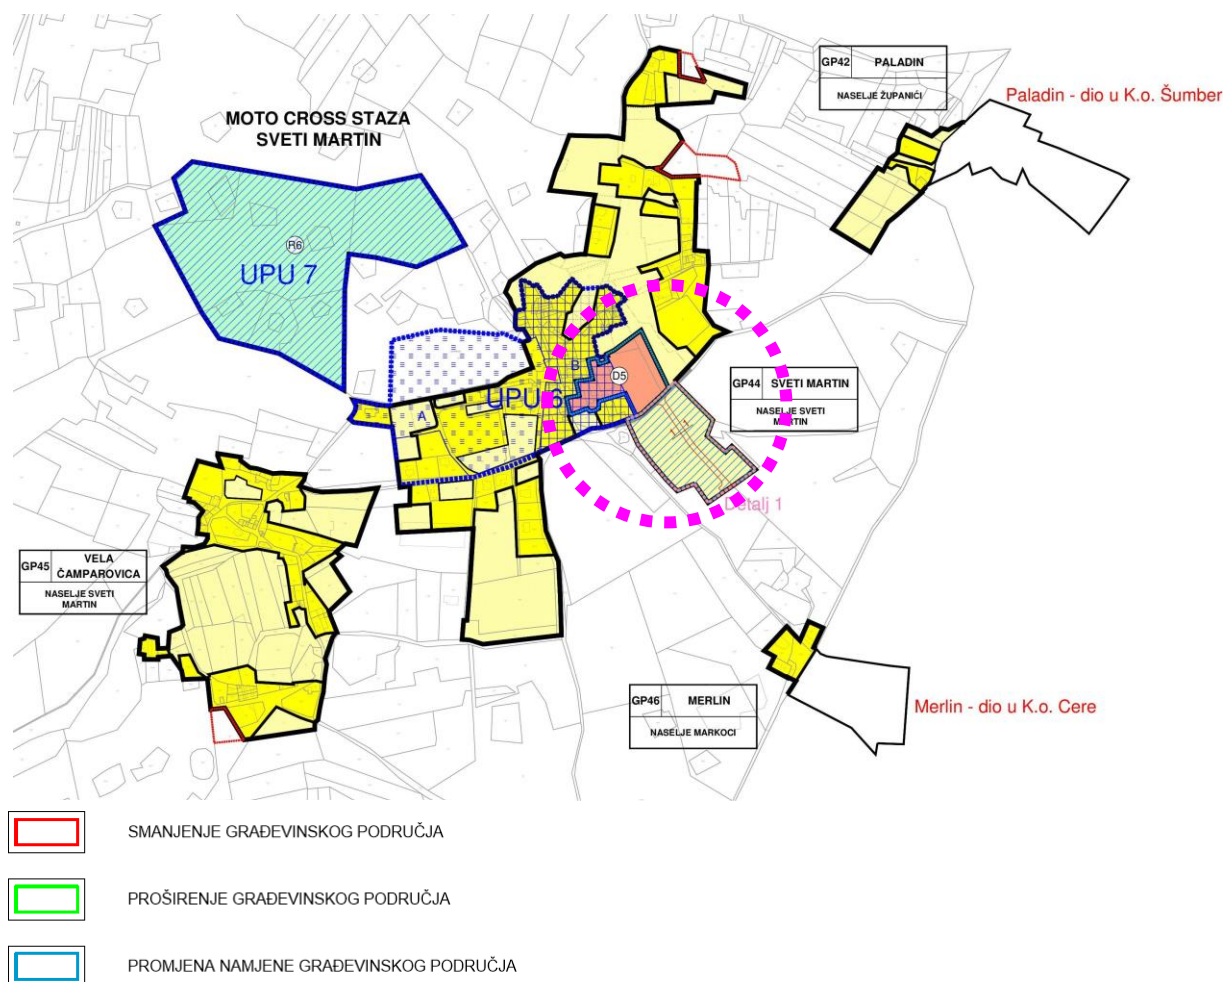 GP42 PALADIN
NASELJE ŽUPANIĆI
Paladin - dio u K.o. Šumber
MOTO CROSS STAZA
SVETI MARTIN
R6
UPU 7
B
D5
GP44 SVETI MARTIN
NASELJE SVETI
MARTIN
UPU 6
A
Detalj 1
GP45 VELA
ČAMPAROVICA
NASELJE SVETI
MARTIN
GP46 MERLIN
NASELJE MARKOCI
Merlin - dio u K.o. Cere
SMANJENJE GRAĐEVINSKOG PODRUČJA
PROŠIRENJE GRAĐEVINSKOG PODRUČJA
PROMJENA NAMJENE GRAĐEVINSKOG PODRUČJA